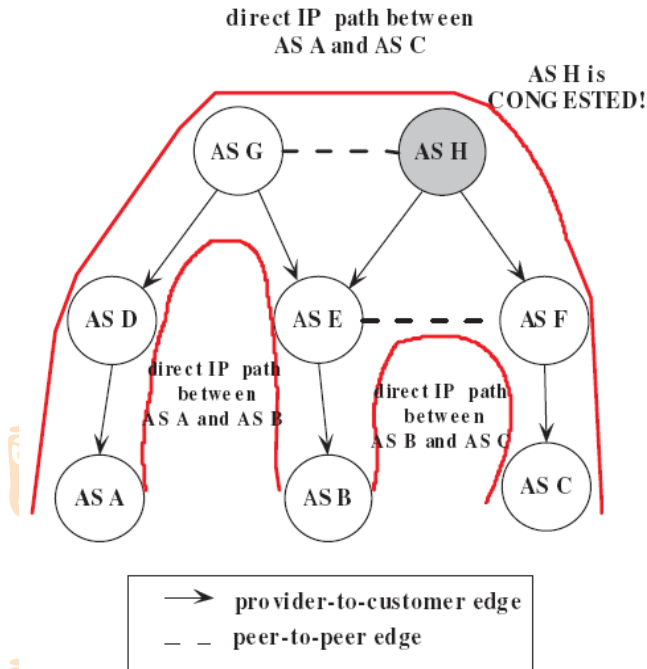 direct IP path between
AS A and AS C
AS H is
CONGESTED!
AS G
AS H
AS D
AS E
AS F
direct IP path
between
AS A and AS B
direct IP path
between
AS B and AS C
AS A
AS B
AS C
provider-to-customer edge
peer-to-peer edge